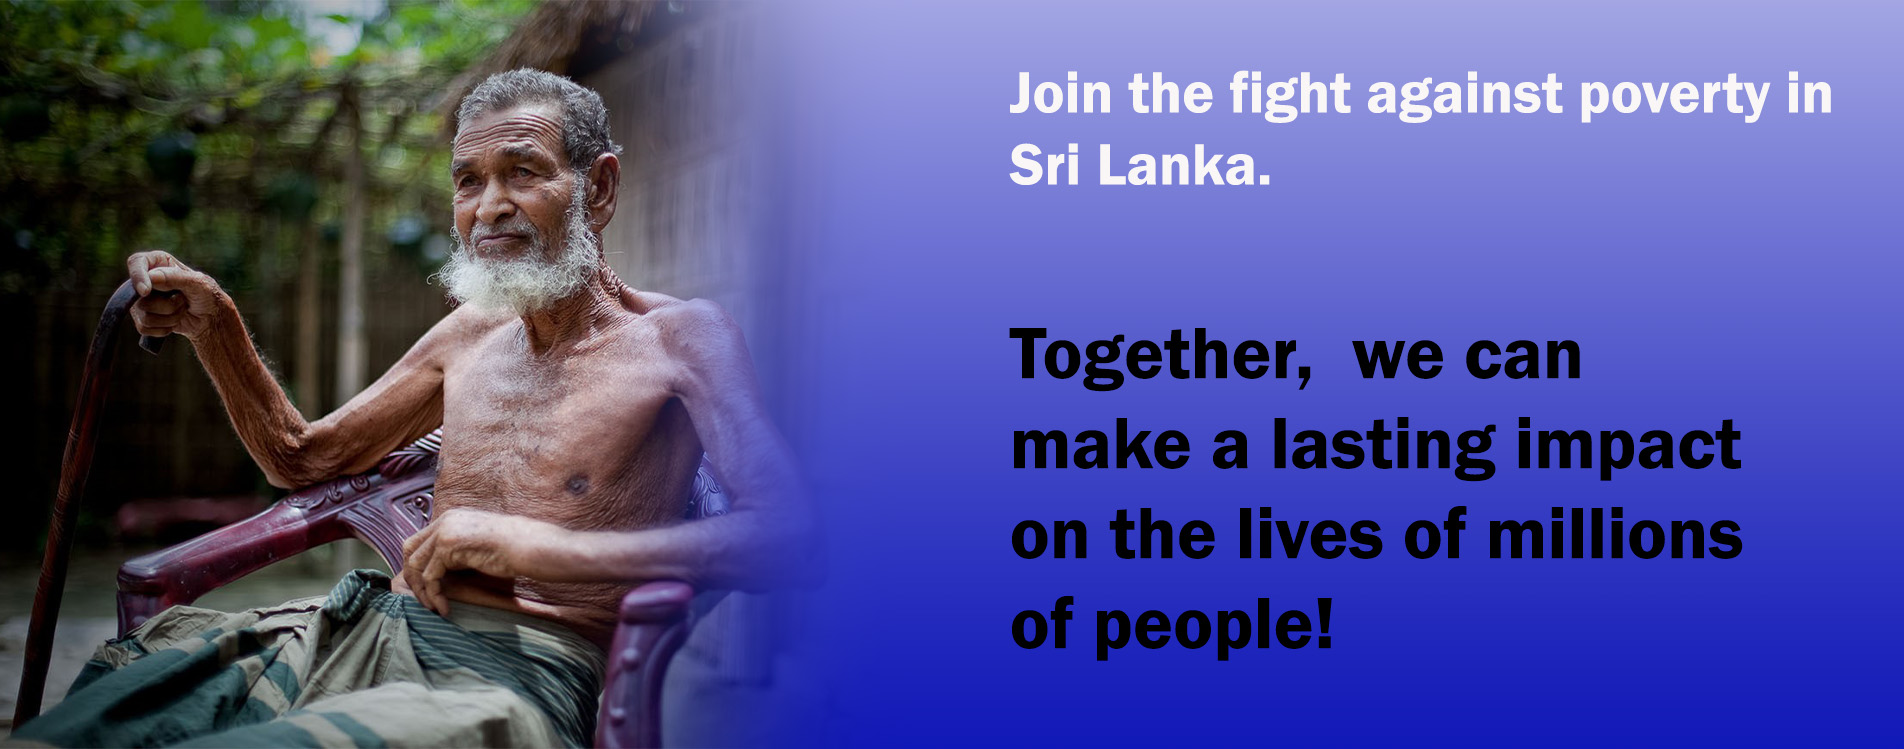 Join the fight against poverty in
Sri Lanka.
Together, we can
make a lasting impact
on the lives of millions
of people!